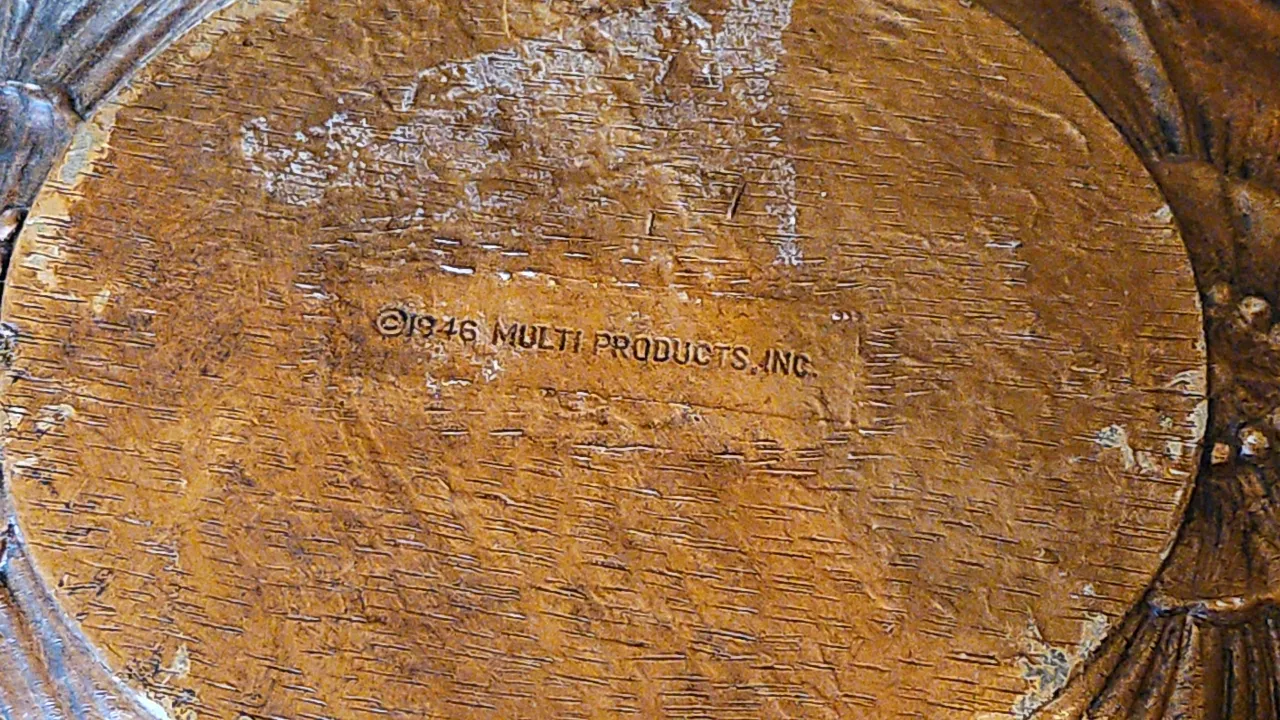 ©1946 MULTI PRODUCTS, INC.